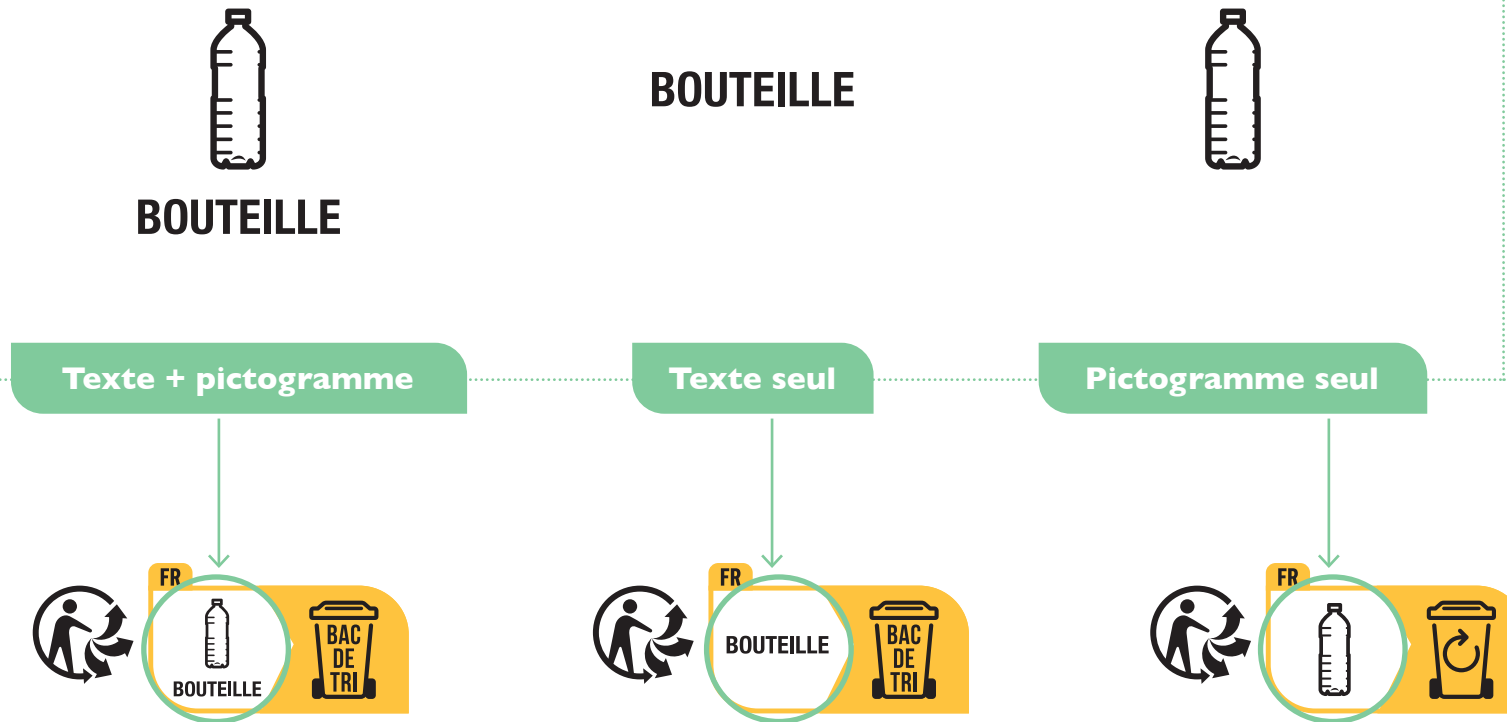 BOUTEILLE
BOUTEILLE
Texte + pictogramme
Texte seul
Pictogramme seul
FR
BOUTEILLE
BAC
DE
TRI
FR
BOUTEILLE
BAC
DE
TRI
FR